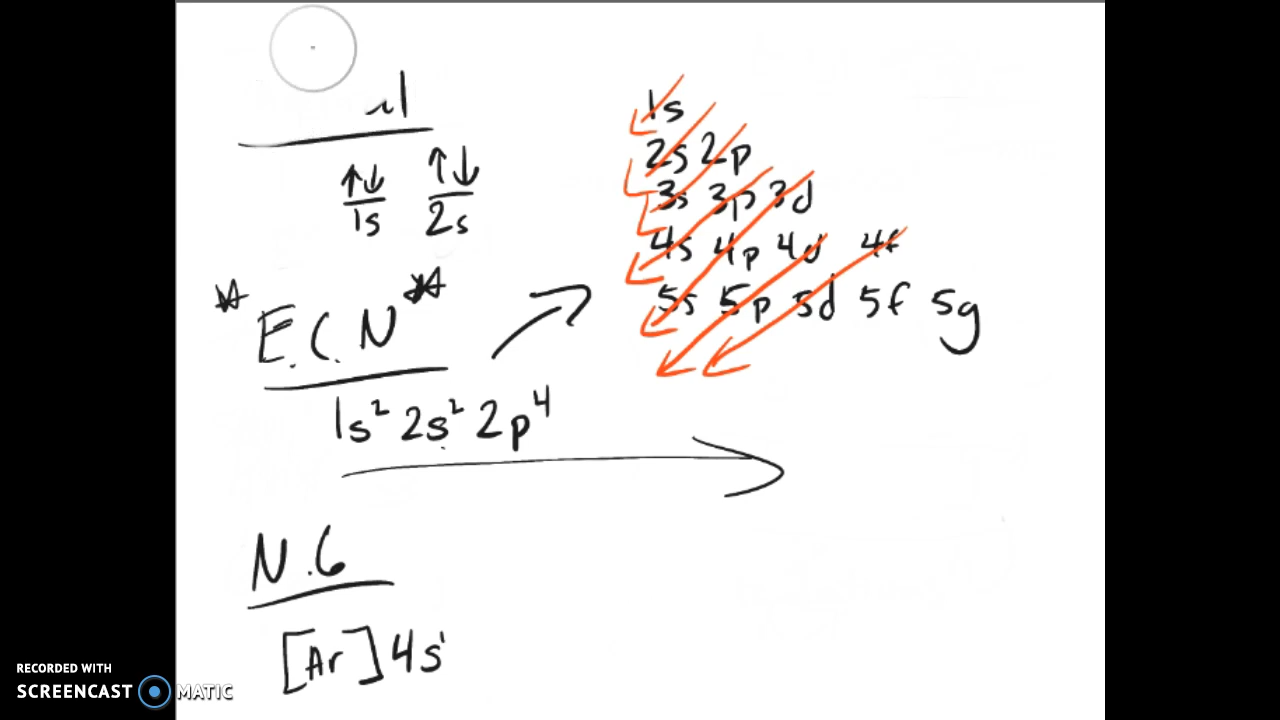 ↑↓ ↑↓
1s 2s
E.C.N
1s² 2s² 2p⁴
N.G
[Ar] 4s¹
1s
2s 2p
3s 3p 3d
4s 4p 4d 4f
5s 5p 5d 5f 5g
RECORDED WITH
SCREENCAST MATIC